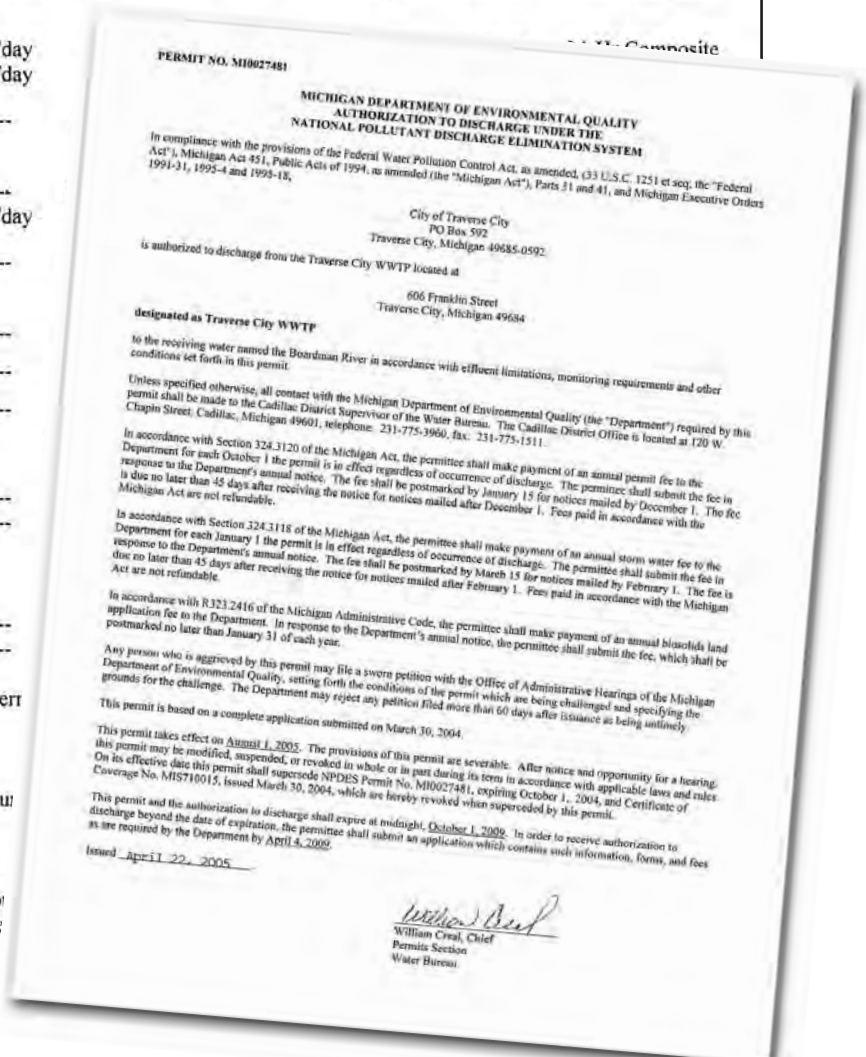 24 Hr Composite
/day
/day
--
--
/day
--
--
--
--
--
--
--
--
PERMIT NO. MI0027481
MICHIGAN DEPARTMENT OF ENVIRONMENTAL QUALITY
AUTHORIZATION TO DISCHARGE UNDER THE
NATIONAL POLLUTANT DISCHARGE ELIMINATION SYSTEM
In compliance with the provisions of the Federal Water Pollution Control Act, as amended, (33 U.S.C. 1251 et seq; the "Federal
Act"), Michigan Act 451, Public Acts of 1994, as amended (the "Michigan Act"), Parts 31 and 41, and Michigan Executive Orders
1991-31, 1995-4 and 1995-18,
City of Traverse City
PO Box 592
Traverse City, Michigan 49685-0592
is authorized to discharge from the Traverse City WWTP located at
606 Franklin Street
Traverse City, Michigan 49684
designated as Traverse City WWTP
to the receiving water named the Boardman River in accordance with effluent limitations, monitoring requirements and other
conditions set forth in this permit.
Unless specified otherwise, all contact with the Michigan Department of Environmental Quality (the "Department") required by this
permit shall be made to the Cadillac District Supervisor of the Water Bureau. The Cadillac District Office is located at 120 W.
Chapin Street, Cadillac, Michigan 49601, telephone: 231-775-3960, fax: 231-775-1511.
In accordance with Section 324.3120 of the Michigan Act, the permittee shall make payment of an annual permit fee to the
Department for each October 1 the permit is in effect regardless of occurrence of discharge. The permittee shall submit the fee in
response to the Department's annual notice. The fee shall be postmarked by January 15 for notices mailed by December 1. The fee
is due no later than 45 days after receiving the notice for notices mailed after December 1. Fees paid in accordance with the
Michigan Act are not refundable.
In accordance with Section 324.3118 of the Michigan Act, the permittee shall make payment of an annual storm water fee to the
Department for each January 1 the permit is in effect regardless of occurrence of discharge. The permittee shall submit the fee in
response to the Department's annual notice. The fee shall be postmarked by March 15 for notices mailed by February 1. The fee is
due no later than 45 days after receiving the notice for notices mailed after February 1. Fees paid in accordance with the Michigan
Act are not refundable.
In accordance with R323.2416 of the Michigan Administrative Code, the permittee shall make payment of an annual biosolids land
application fee to the Department. In response to the Department's annual notice, the permittee shall submit the fee, which shall be
postmarked no later than January 31 of each year.
Any person who is aggrieved by this permit may file a sworn petition with the Office of Administrative Hearings of the Michigan
Department of Environmental Quality, setting forth the conditions of the permit which are being challenged and specifying the
grounds for the challenge. The Department may reject any petition filed more than 60 days after issuance as being untimely.
This permit is based on a complete application submitted on March 30, 2004.
This permit takes effect on August 1, 2005. The provisions of this permit are severable. After notice and opportunity for a hearing,
this permit may be modified, suspended, or revoked in whole or in part during its term in accordance with applicable laws and rules.
On its effective date this permit shall supersede NPDES Permit No. MI0027481, expiring October 1, 2004, and Certificate of
Coverage No. MIS710015, issued March 30, 2004, which are hereby revoked when superceded by this permit.
This permit and the authorization to discharge shall expire at midnight, October 1, 2009. In order to receive authorization to
discharge beyond the date of expiration, the permittee shall submit an application which contains such information, forms, and fees
as are required by the Department by April 4, 2009.
Issued April 22, 2005
William Creal
William Creal, Chief
Permits Section
Water Bureau